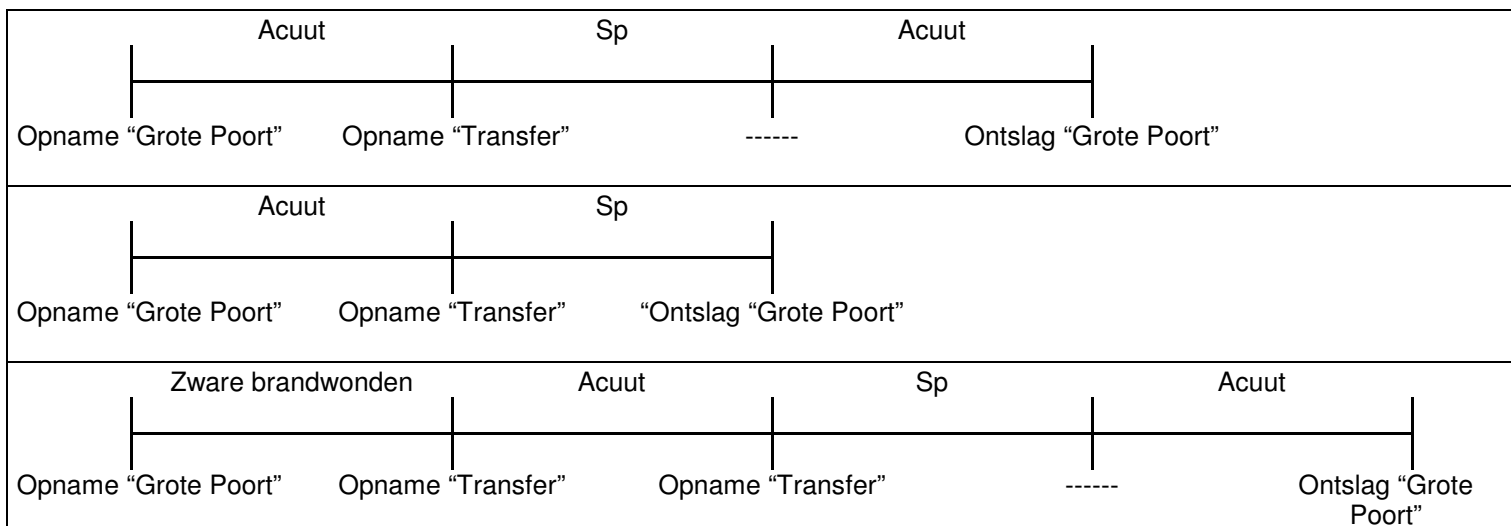 Acuut Sp Acuut
Opname “Grote Poort” Opname “Transfer” ------ Ontslag “Grote Poort”
Acuut Sp
Opname “Grote Poort” Opname “Transfer” “Ontslag “Grote Poort”
Zware brandwonden Acuut Sp Acuut
Opname “Grote Poort” Opname “Transfer” Opname “Transfer” ------ Ontslag “Grote
Poort”